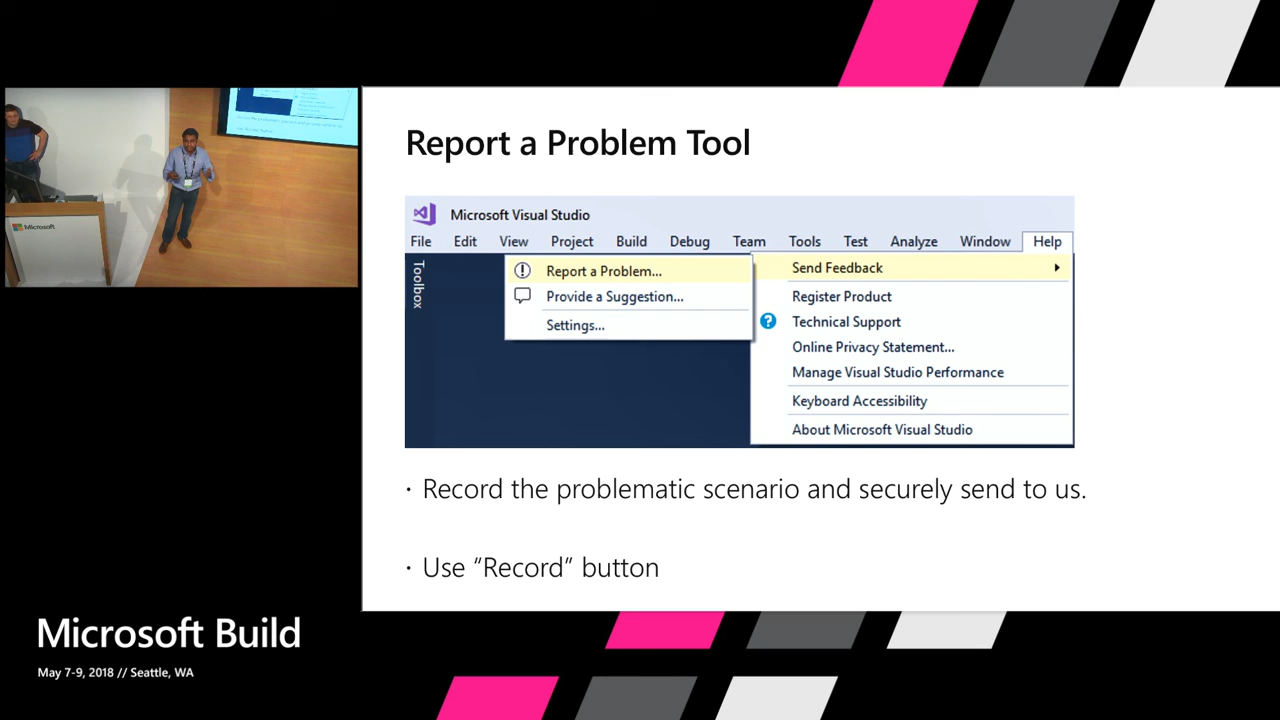 Microsoft
Report a Problem Tool
Microsoft Visual Studio
File Edit View Project Build Debug Team Tools Test Analyze Window Help
Toolbox
Report a Problem...
Provide a Suggestion...
Settings...
Send Feedback
Register Product
Technical Support
Online Privacy Statement...
Manage Visual Studio Performance
Keyboard Accessibility
About Microsoft Visual Studio
· Record the problematic scenario and securely send to us.
· Use “Record” button
Microsoft Build
May 7-9, 2018 // Seattle, WA